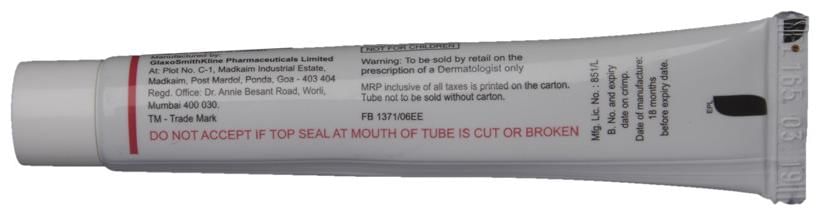 Manufactured by:
GlaxoSmithKline Pharmaceuticals Limited
At: Plot No. C-1, Madkaim Industrial Estate,
Madkaim, Post Mardol, Ponda, Goa - 403 404
Regd. Office: Dr. Annie Besant Road, Worli,
Mumbai 400 030.
TM - Trade Mark
NOT FOR CHILDREN
Warning: To be sold by retail on the
prescription of a Dermatologist only
MRP inclusive of all taxes is printed on the carton.
Tube not to be sold without carton.
FB 1371/06EE
DO NOT ACCEPT IF TOP SEAL AT MOUTH OF TUBE IS CUT OR BROKEN
Mfg. Lic. No. : 851/L
B. No. and expiry
date on crimp.
Date of manufacture:
18 months
before expiry date.
EPL
165 03 19